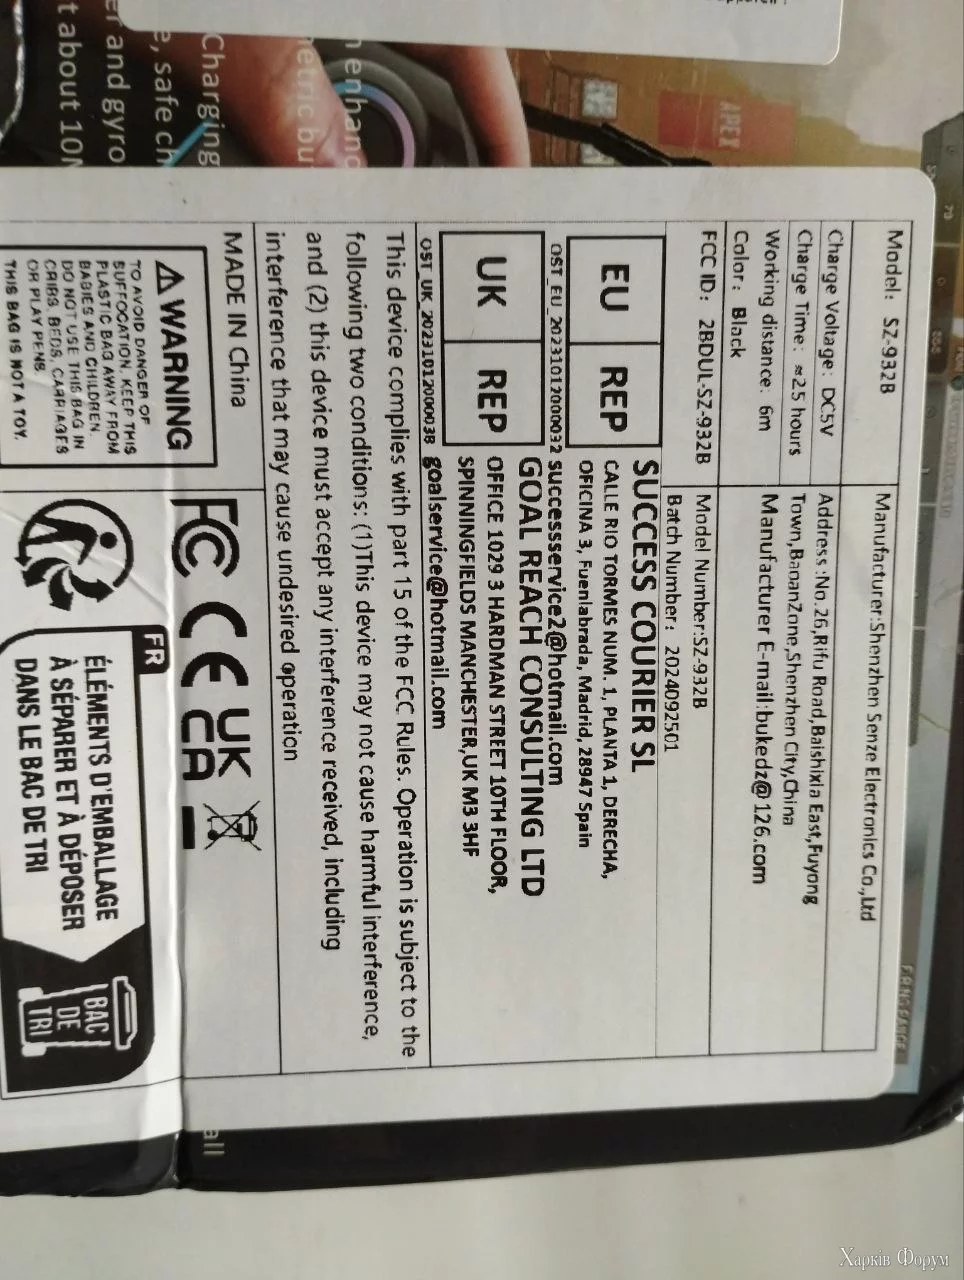 t about 10M
er and gyro
e, safe ch
Charging
etric bu
n enhanc
APEX
Model: SZ-932B
Manufacturer:Shenzhen Senze Electronics Co.,Ltd
Charge Voltage: DC5V
Address:No.26,Rifu Road,Baishixia East,Fuyong
Charge Time: ≈25 hours
Town,BaoanZone,Shenzhen City,China
Working distance: 6m
Manufacturer E-mail:bukedz@126.com
Color: Black
FCC ID: 2BDUL-SZ-932B
Model Number:SZ-932B
Batch Number: 2024092501
EU REP
SUCCESS COURIER SL
CALLE RIO TORMES NUM. 1, PLANTA 1, DERECHA,
OFICINA 3, Fuenlabrada, Madrid, 28947 Spain
OST_EU_20231012000032 successservice2@hotmail.com
UK REP
GOAL REACH CONSULTING LTD
OFFICE 1029 3 HARDMAN STREET 10TH FLOOR,
SPINNINGFIELDS MANCHESTER,UK M3 3HF
OST_UK_20231012000038 goalservice@hotmail.com
This device complies with part 15 of the FCC Rules. Operation is subject to the
following two conditions: (1)This device may not cause harmful interference,
and (2) this device must accept any interference received, including
interference that may cause undesired operation
MADE IN China
WARNING
TO AVOID DANGER OF
SUFFOCATION, KEEP THIS
PLASTIC BAG AWAY FROM
BABIES AND CHILDREN.
DO NOT USE THIS BAG IN
CRIBS, BEDS, CARRIAGES
OR PLAY PENS.
THIS BAG IS NOT A TOY.
FC CE UK
CA
FR
ÉLÉMENTS D'EMBALLAGE
À SÉPARER ET À DÉPOSER
DANS LE BAC DE TRI
BAC
DE
TRI
all
Харків Форум